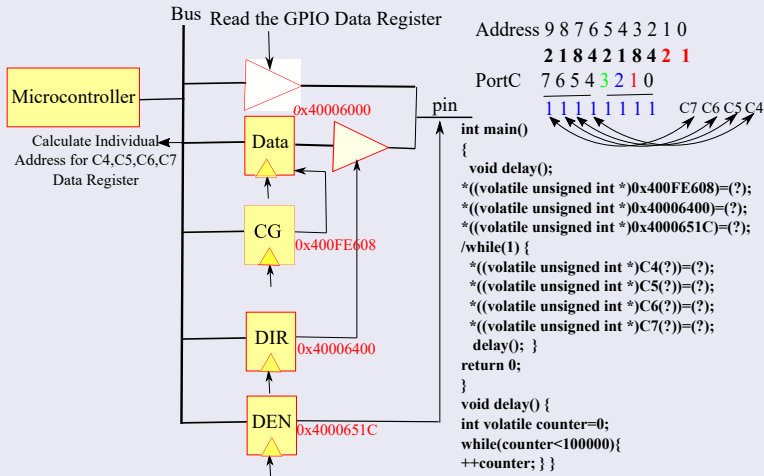 Bus
Read the GPIO Data Register
Microcontroller
0x40006000
Calculate Individual
Address for C4,C5,C6,C7
Data Register
Data
CG
0x400FE608
DIR
0x40006400
DEN
0x4000651C
pin
Address 9 8 7 6 5 4 3 2 1 0
2 1 8 4 2 1 8 4 2 1
PortC 7 6 5 4 3 2 1 0
1 1 1 1 1 1 1 1
C7 C6 C5 C4
int main()
{
void delay();
*((volatile unsigned int *)0x400FE608)=(?);
*((volatile unsigned int *)0x40006400)=(?);
*((volatile unsigned int *)0x4000651C)=(?);
/while(1) {
*((volatile unsigned int *)C4(?))=(?);
*((volatile unsigned int *)C5(?))=(?);
*((volatile unsigned int *)C6(?))=(?);
*((volatile unsigned int *)C7(?))=(?);
delay(); }
return 0;
}
void delay() {
int volatile counter=0;
while(counter<100000){
++counter; } }